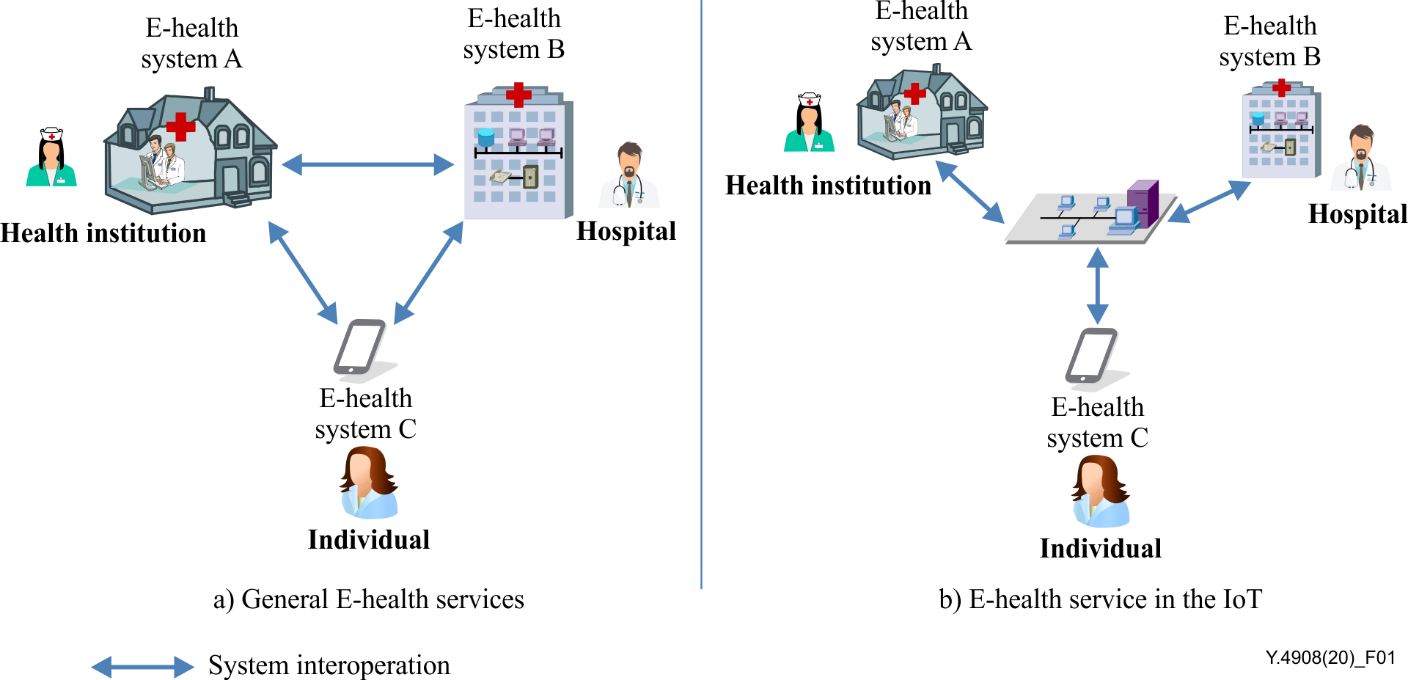 E-health
system A
E-health
system B
Health institution
Hospital
E-health
system C
Individual
a) General E-health services
E-health
system A
E-health
system B
Health institution
Hospital
E-health
system C
Individual
b) E-health service in the IoT
System interoperation
Y.4908(20)_F01